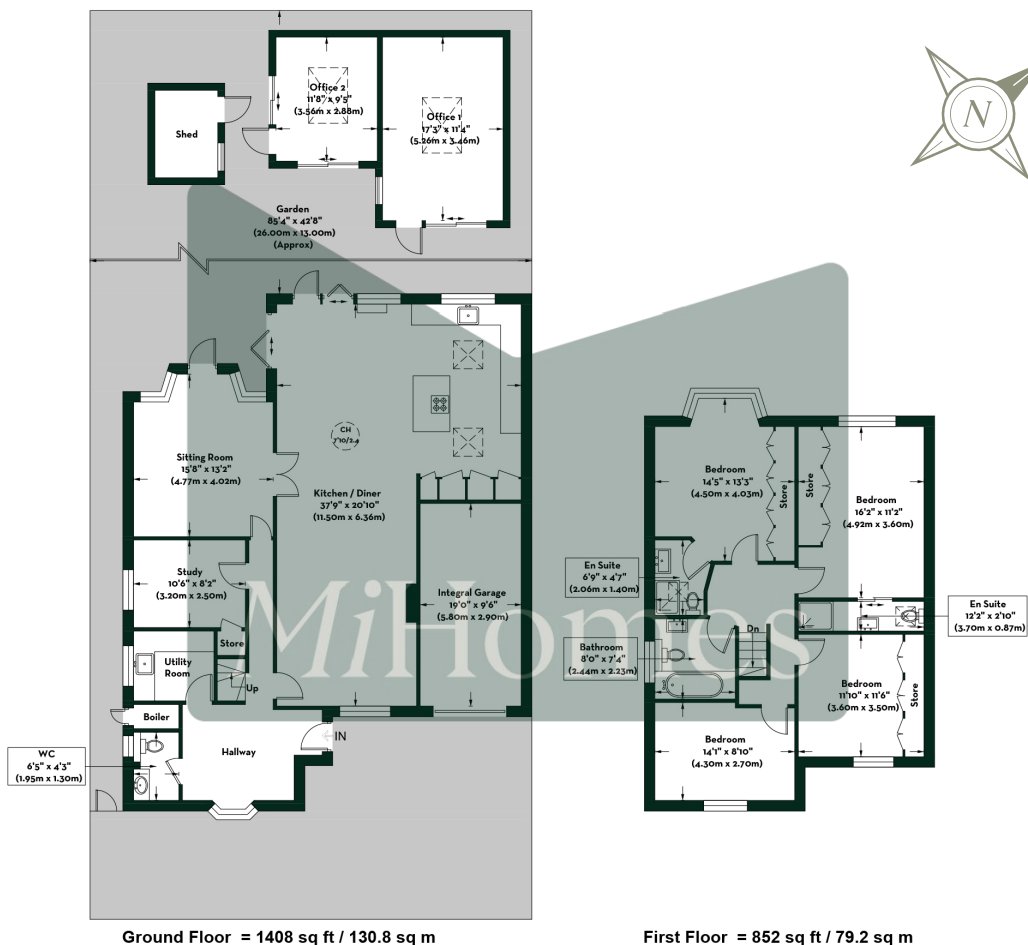 Office 2
11'8" x 9'5"
(3.56m x 2.88m)
Office 1
17'3" x 11'4"
(5.26m x 3.46m)
Shed
N
Garden
85'4" x 42'8"
(26.00m x 13.00m)
(Approx)
CH
7'10/2.4
Sitting Room
15'8" x 13'2"
(4.77m x 4.02m)
Kitchen / Diner
37'9" x 20'10"
(11.50m x 6.36m)
Study
10'6" x 8'2"
(3.20m x 2.50m)
Integral Garage
19'0" x 9'6"
(5.80m x 2.90m)
Store
Utility
Room
Up
Boiler
Hallway
IN
WC
6'5" x 4'3"
(1.95m x 1.30m)
MiHomes
Bedroom
14'5" x 13'3"
(4.50m x 4.03m)
Store
Store
Bedroom
16'2" x 11'2"
(4.92m x 3.60m)
En Suite
6'9" x 4'7"
(2.06m x 1.40m)
En Suite
12'2" x 2'10"
(3.70m x 0.87m)
Dn
Bathroom
8'0" x 7'4"
(2.44m x 2.23m)
Bedroom
11'10" x 11'6"
(3.60m x 3.50m)
Store
Bedroom
14'1" x 8'10"
(4.30m x 2.70m)
Ground Floor = 1408 sq ft / 130.8 sq m
First Floor = 852 sq ft / 79.2 sq m